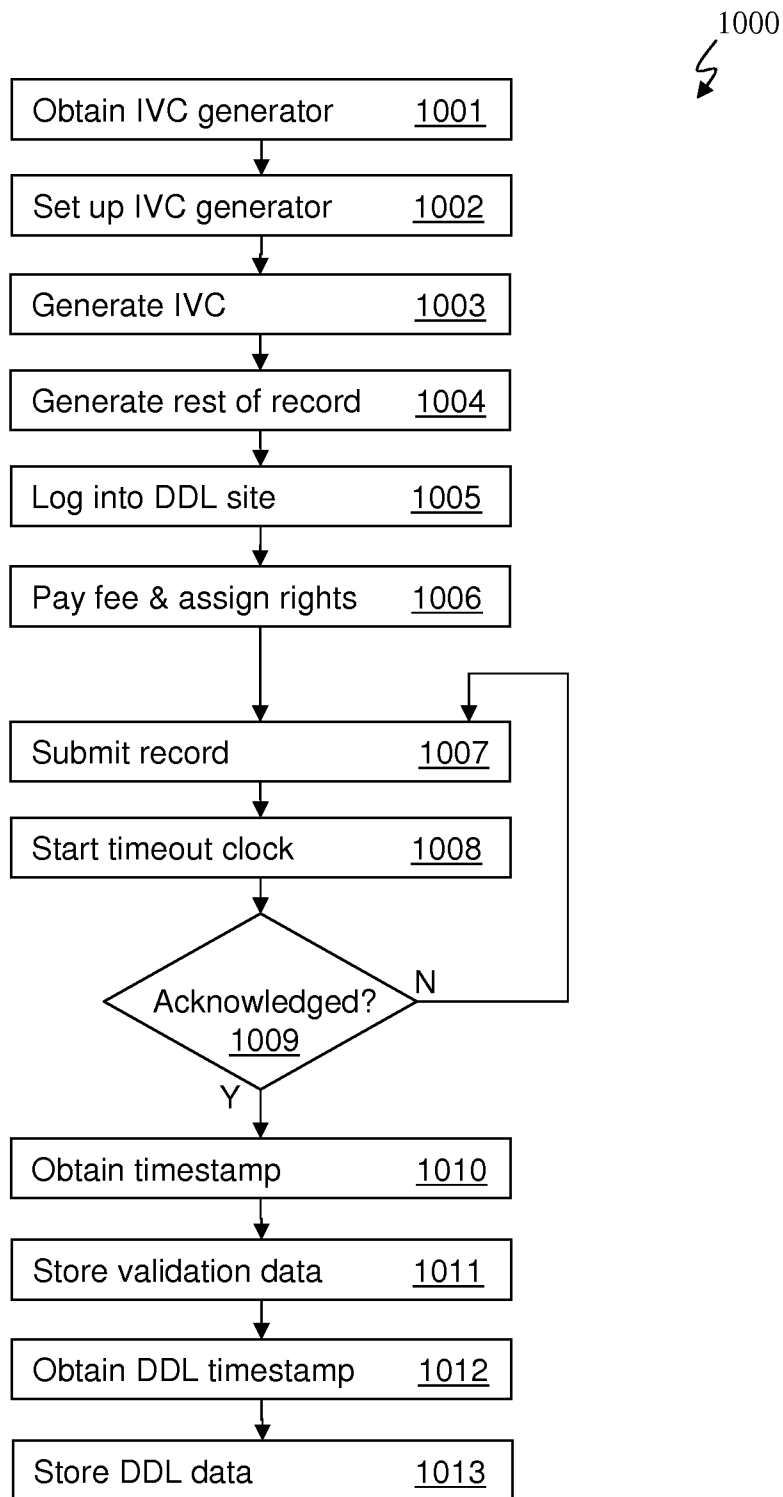 1000
Obtain IVC generator 1001
Set up IVC generator 1002
Generate IVC 1003
Generate rest of record 1004
Log into DDL site 1005
Pay fee & assign rights 1006
Submit record 1007
Start timeout clock 1008
N
Acknowledged?
1009
Y
Obtain timestamp 1010
Store validation data 1011
Obtain DDL timestamp 1012
Store DDL data 1013